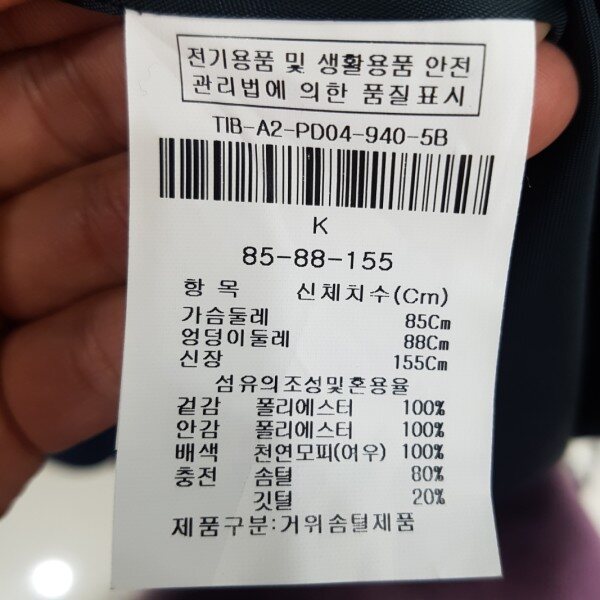 전기용품 및 생활용품 안전
관리법에 의한 품질표시
TIB-A2-PD04-940-5B
K
85-88-155
항 목 신체치수(Cm)
가슴둘레 85Cm
엉덩이둘레 88Cm
신장 155Cm
섬유의조성및혼용율
겉감 폴리에스터 100%
안감 폴리에스터 100%
배색 천연모피(여우) 100%
충전 솜털 80%
깃털 20%
제품구분:거위솜털제품